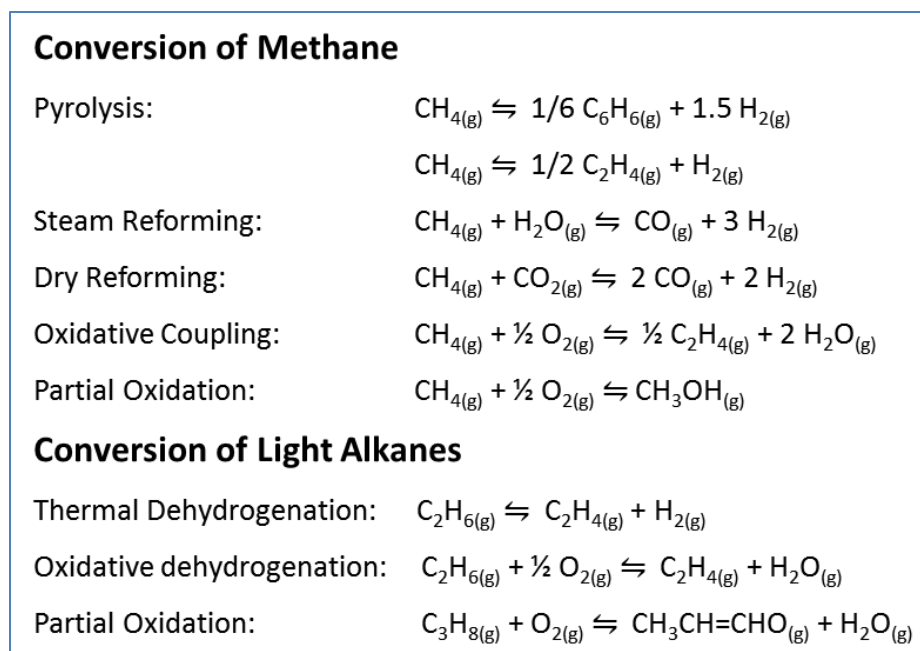 Conversion of Methane
Pyrolysis: CH₄₍g₎ ⇋ 1/6 C₆H₆₍g₎ + 1.5 H₂₍g₎
CH₄₍g₎ ⇋ 1/2 C₂H₄₍g₎ + H₂₍g₎
Steam Reforming: CH₄₍g₎ + H₂O₍g₎ ⇋ CO₍g₎ + 3 H₂₍g₎
Dry Reforming: CH₄₍g₎ + CO₂₍g₎ ⇋ 2 CO₍g₎ + 2 H₂₍g₎
Oxidative Coupling: CH₄₍g₎ + ½ O₂₍g₎ ⇋ ½ C₂H₄₍g₎ + 2 H₂O₍g₎
Partial Oxidation: CH₄₍g₎ + ½ O₂₍g₎ ⇋ CH₃OH₍g₎
Conversion of Light Alkanes
Thermal Dehydrogenation: C₂H₆₍g₎ ⇋ C₂H₄₍g₎ + H₂₍g₎
Oxidative dehydrogenation: C₂H₆₍g₎ + ½ O₂₍g₎ ⇋ C₂H₄₍g₎ + H₂O₍g₎
Partial Oxidation: C₃H₈₍g₎ + O₂₍g₎ ⇋ CH₃CH=CHO₍g₎ + H₂O₍g₎